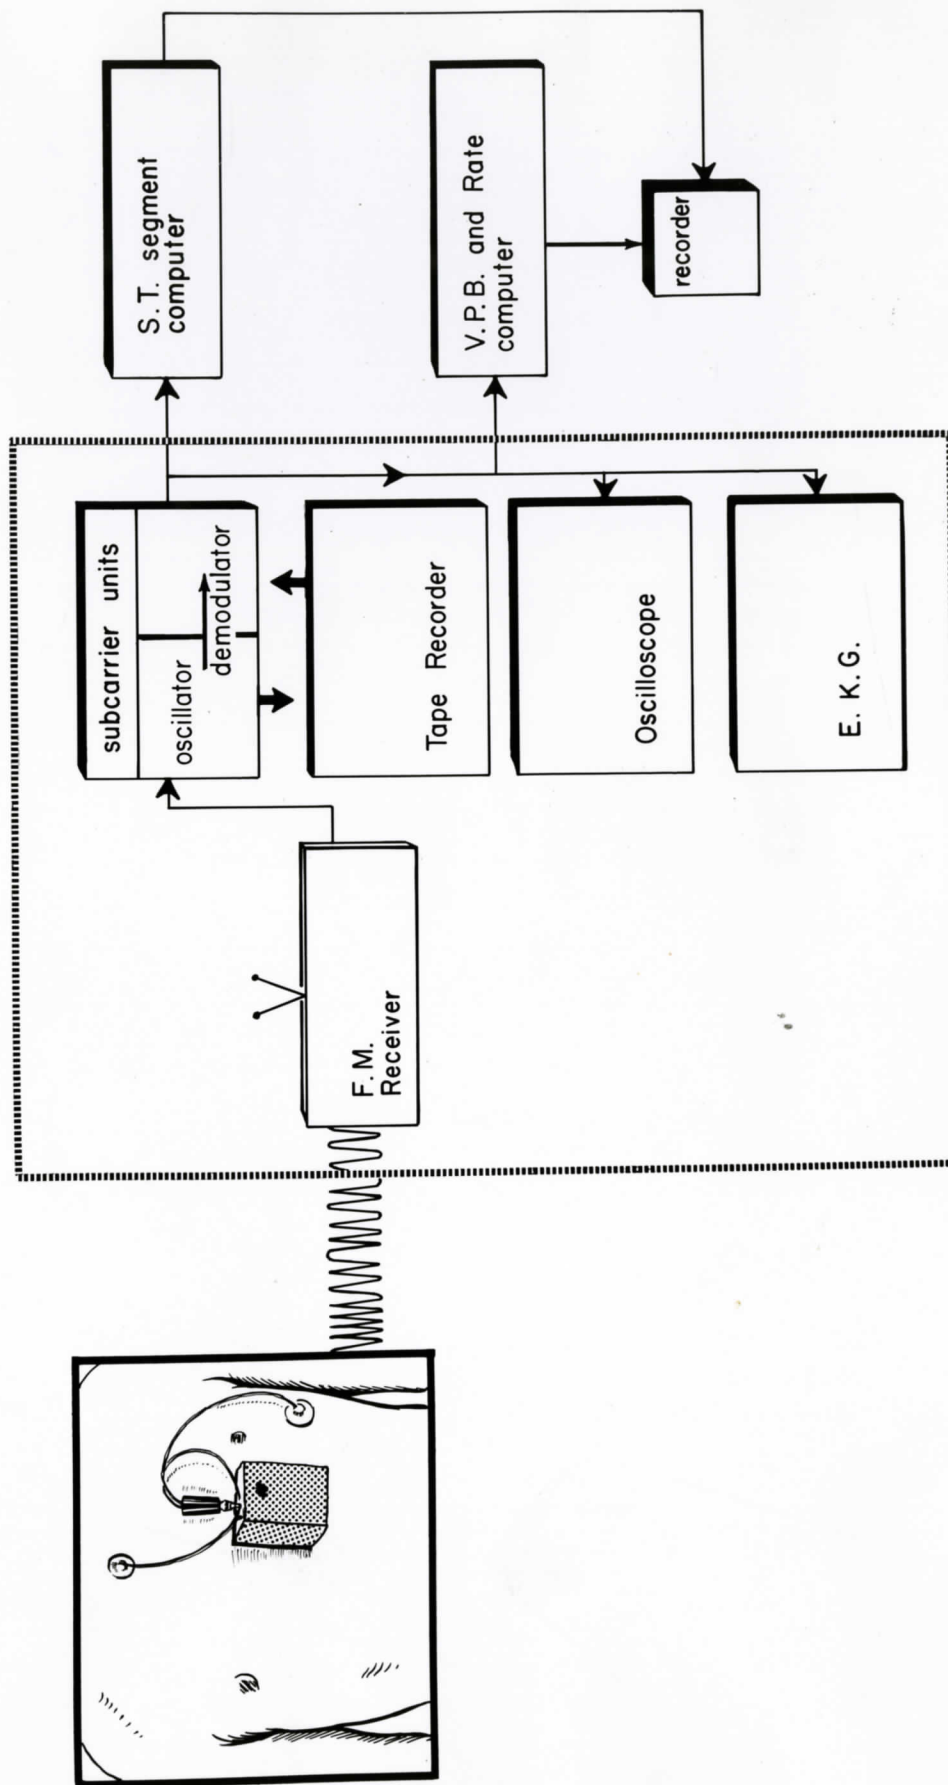 F.M.
Receiver
subcarrier units
oscillator
demodulator
Tape Recorder
Oscilloscope
E. K. G.
S.T. segment
computer
V.P.B. and Rate
computer
recorder